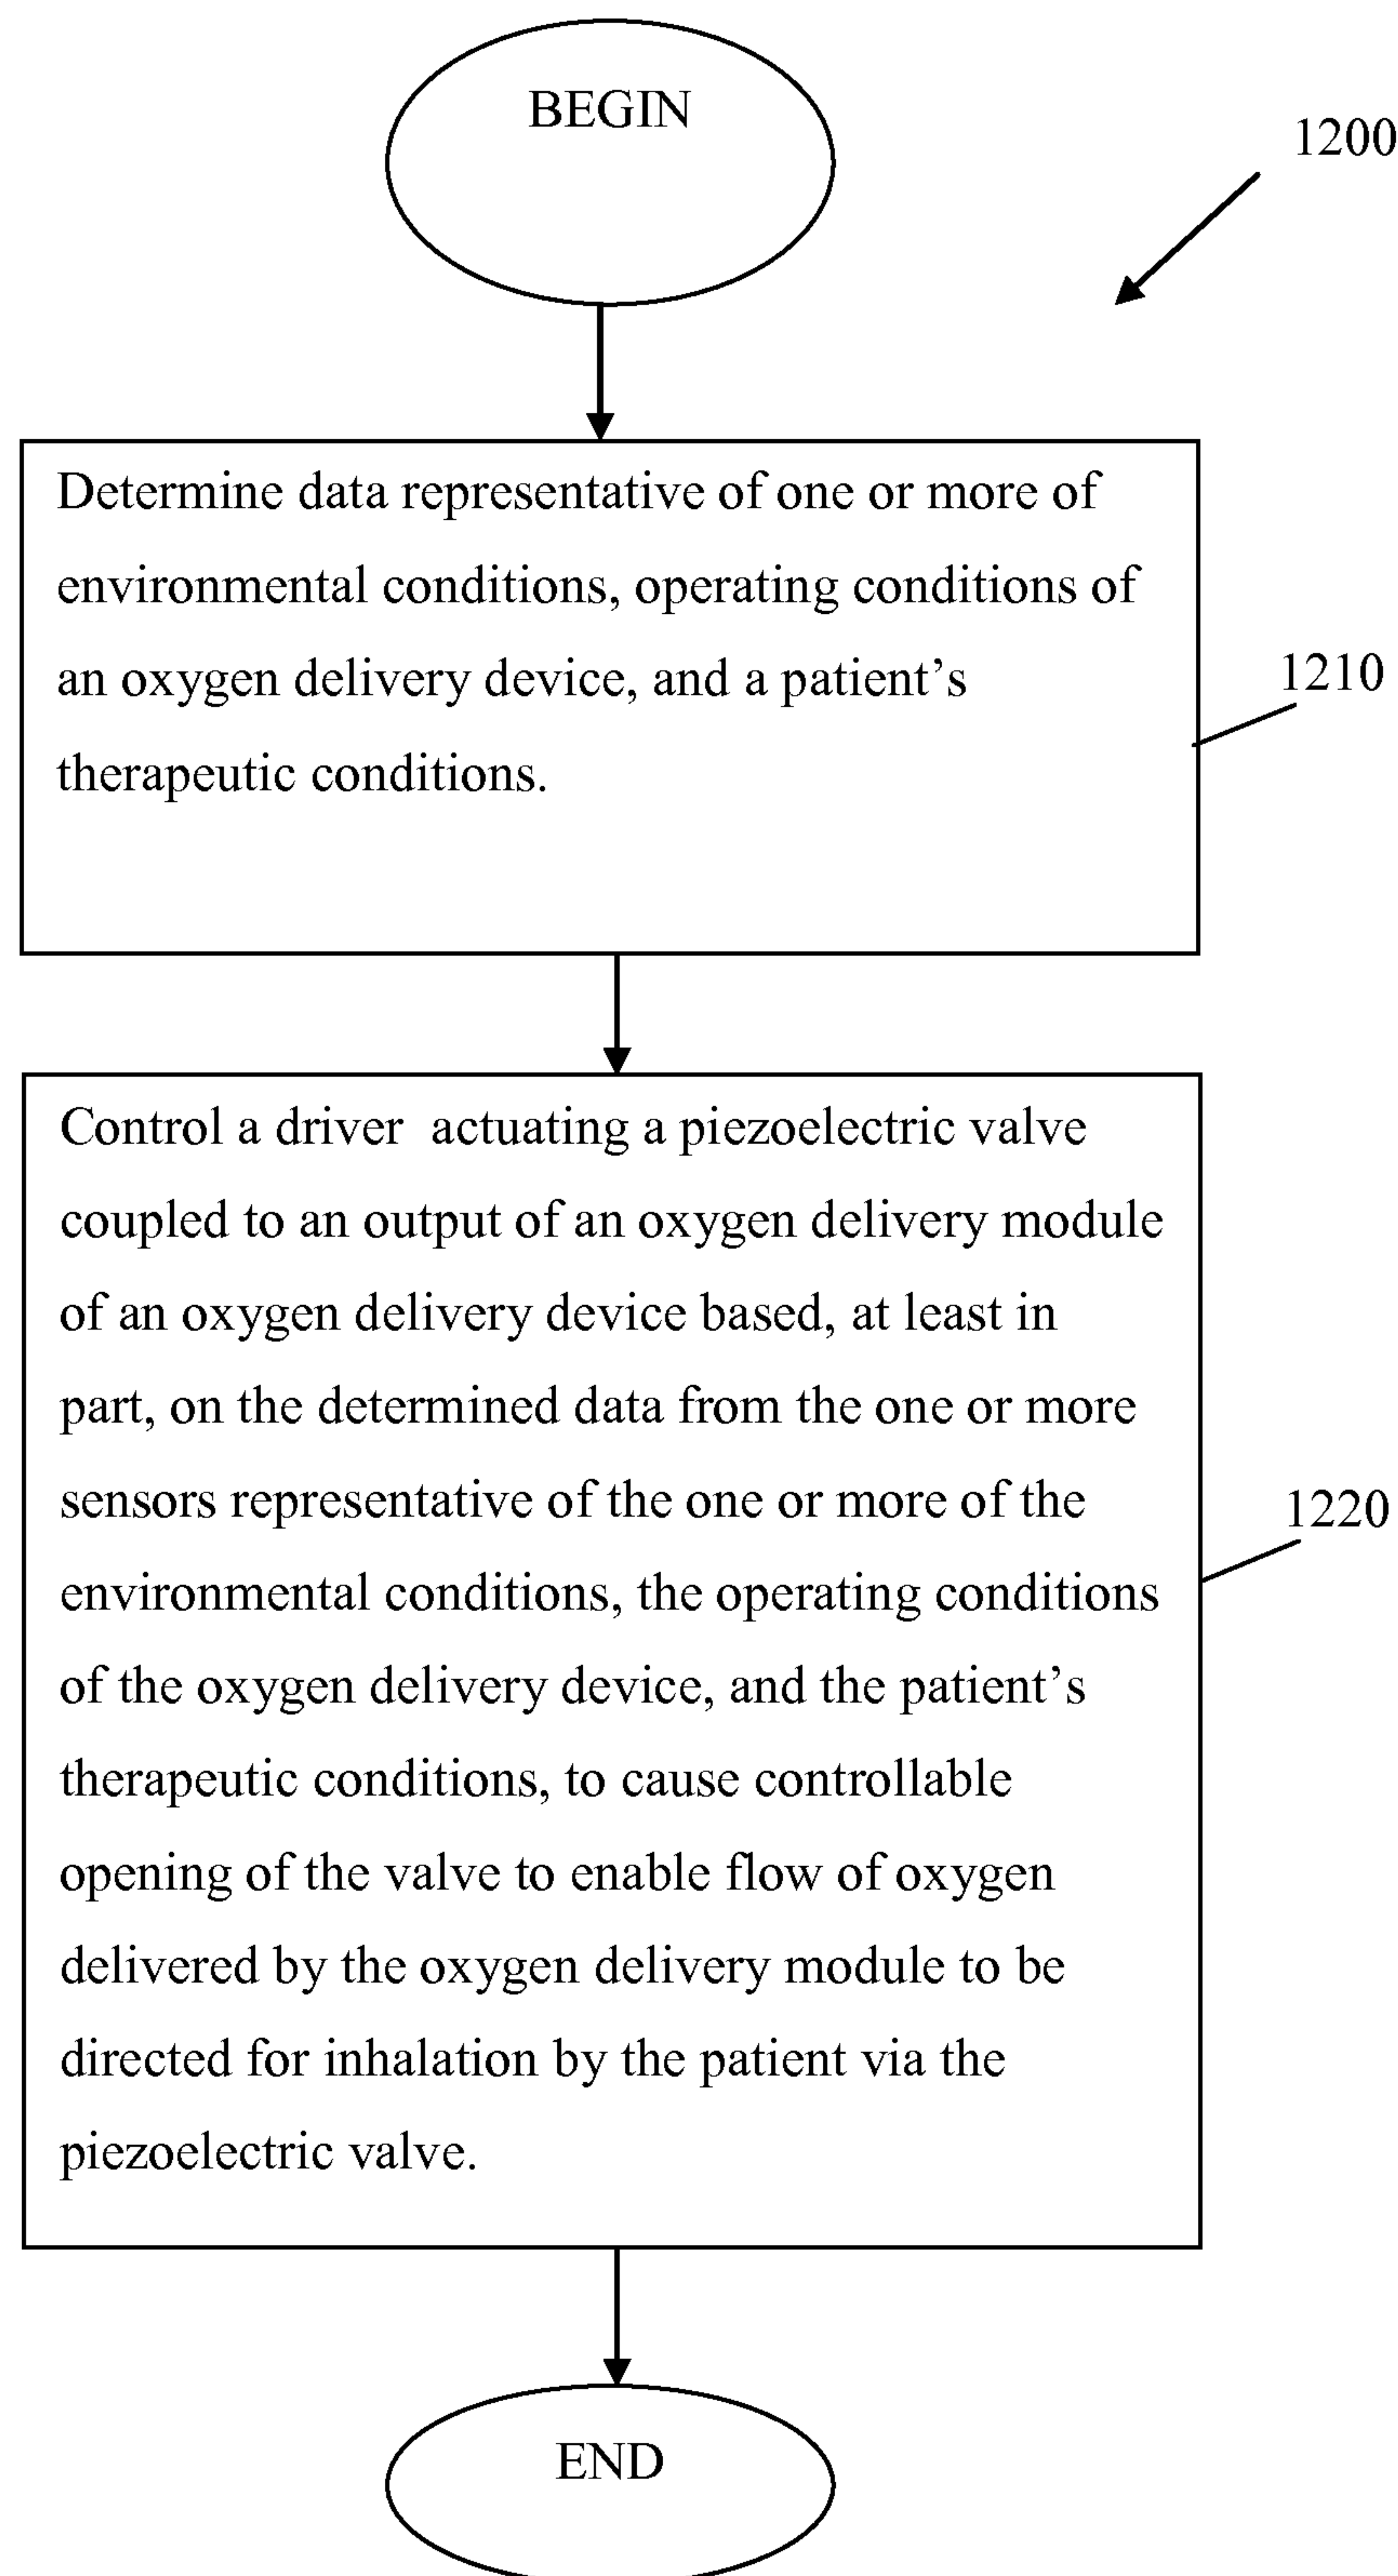 BEGIN
1200
Determine data representative of one or more of
environmental conditions, operating conditions of
an oxygen delivery device, and a patient’s
therapeutic conditions.
1210
Control a driver actuating a piezoelectric valve
coupled to an output of an oxygen delivery module
of an oxygen delivery device based, at least in
part, on the determined data from the one or more
sensors representative of the one or more of the
environmental conditions, the operating conditions
of the oxygen delivery device, and the patient’s
therapeutic conditions, to cause controllable
opening of the valve to enable flow of oxygen
delivered by the oxygen delivery module to be
directed for inhalation by the patient via the
piezoelectric valve.
1220
END